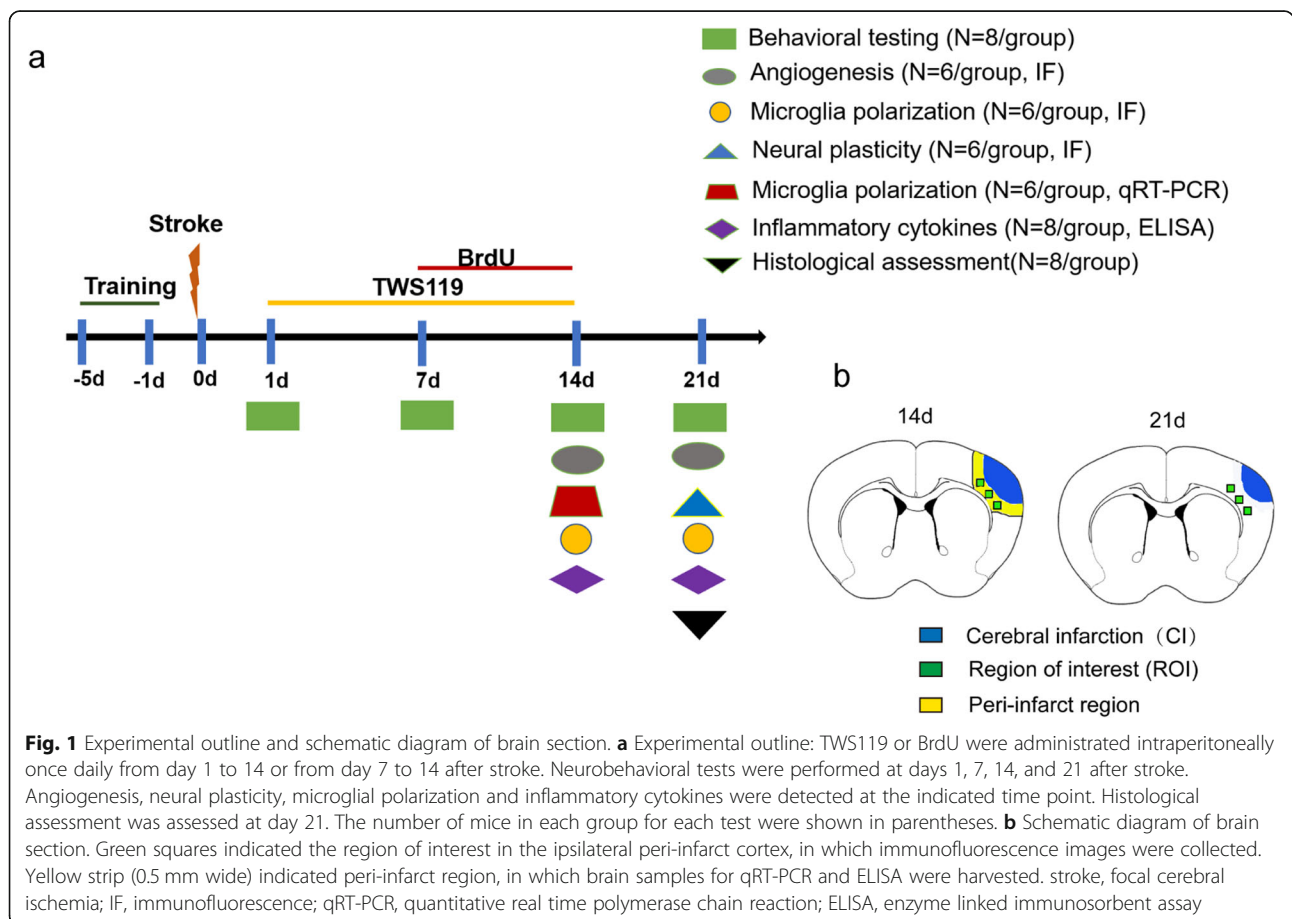 a
Behavioral testing (N=8/group)
Angiogenesis (N=6/group, IF)
Microglia polarization (N=6/group, IF)
Neural plasticity (N=6/group, IF)
Microglia polarization (N=6/group, qRT-PCR)
Inflammatory cytokines (N=8/group, ELISA)
Histological assessment(N=8/group)
Stroke
BrdU
Training
TWS119
-5d -1d 0d 1d 7d 14d 21d
b
14d 21d
Cerebral infarction （CI）
Region of interest (ROI)
Peri-infarct region
Fig. 1 Experimental outline and schematic diagram of brain section. a Experimental outline: TWS119 or BrdU were administrated intraperitoneally
once daily from day 1 to 14 or from day 7 to 14 after stroke. Neurobehavioral tests were performed at days 1, 7, 14, and 21 after stroke.
Angiogenesis, neural plasticity, microglial polarization and inflammatory cytokines were detected at the indicated time point. Histological
assessment was assessed at day 21. The number of mice in each group for each test were shown in parentheses. b Schematic diagram of brain
section. Green squares indicated the region of interest in the ipsilateral peri-infarct cortex, in which immunofluorescence images were collected.
Yellow strip (0.5 mm wide) indicated peri-infarct region, in which brain samples for qRT-PCR and ELISA were harvested. stroke, focal cerebral
ischemia; IF, immunofluorescence; qRT-PCR, quantitative real time polymerase chain reaction; ELISA, enzyme linked immunosorbent assay